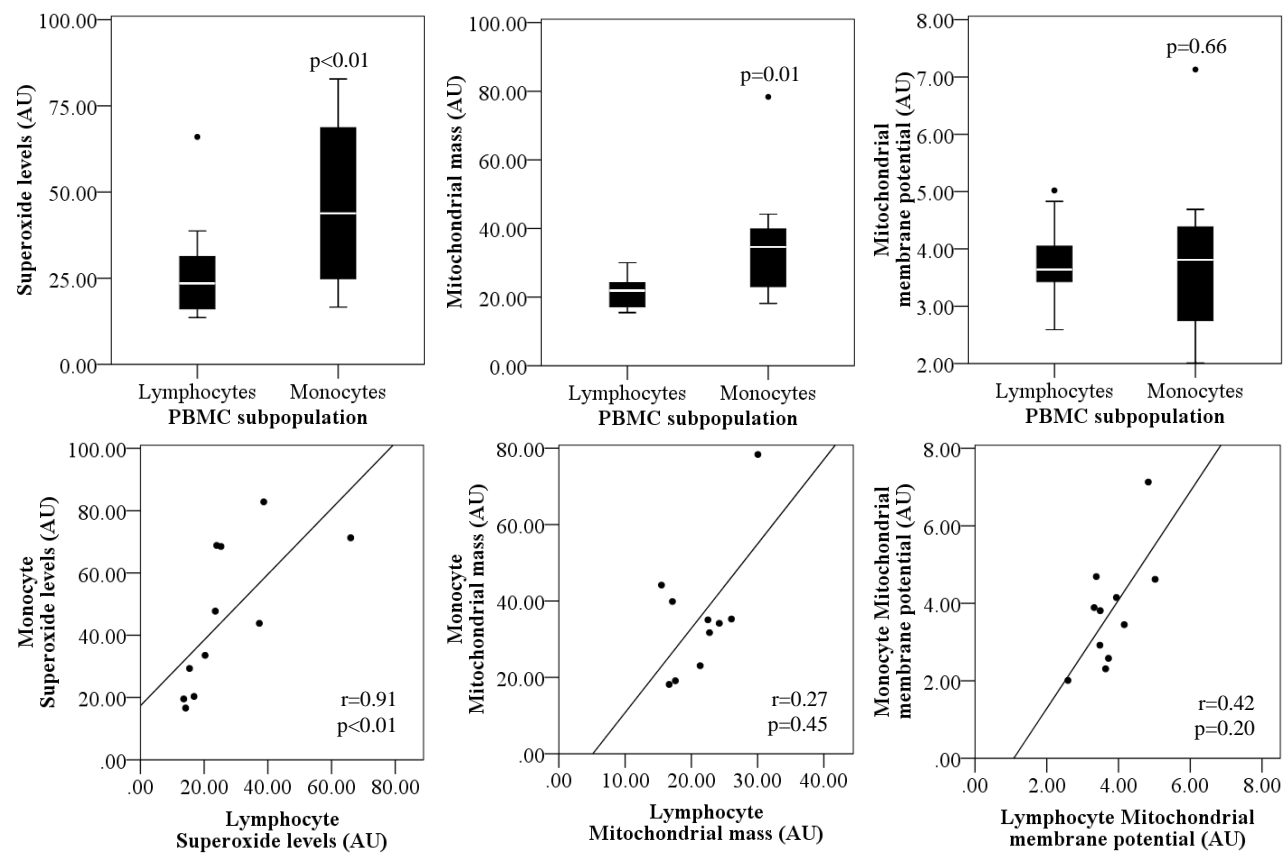 Superoxide levels (AU)
100.00
75.00
50.00
25.00
0.00
p<0.01
Lymphocytes
Monocytes
PBMC subpopulation
Mitochondrial mass (AU)
100.00
80.00
60.00
40.00
20.00
0.00
p=0.01
Lymphocytes
Monocytes
PBMC subpopulation
Mitochondrial
membrane potential (AU)
8.00
7.00
6.00
5.00
4.00
3.00
2.00
p=0.66
Lymphocytes
Monocytes
PBMC subpopulation
Monocyte
Superoxide levels (AU)
100.00
80.00
60.00
40.00
20.00
.00
r=0.91
p<0.01
.00
20.00
40.00
60.00
80.00
Lymphocyte
Superoxide levels (AU)
Monocyte
Mitochondrial mass (AU)
80.00
60.00
40.00
20.00
.00
r=0.27
p=0.45
.00
10.00
20.00
30.00
40.00
Lymphocyte
Mitochondrial mass (AU)
Monocyte Mitochondrial
membrane potential (AU)
8.00
6.00
4.00
2.00
.00
r=0.42
p=0.20
.00
2.00
4.00
6.00
8.00
Lymphocyte Mitochondrial
membrane potential (AU)